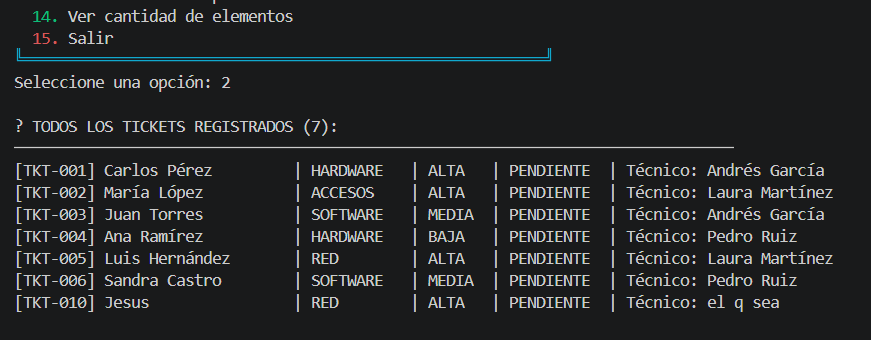 14. Ver cantidad de elementos
15. Salir
Seleccione una opción: 2
? TODOS LOS TICKETS REGISTRADOS (7):
[TKT-001] Carlos Pérez | HARDWARE | ALTA | PENDIENTE | Técnico: Andrés García
[TKT-002] María López | ACCESOS | ALTA | PENDIENTE | Técnico: Laura Martínez
[TKT-003] Juan Torres | SOFTWARE | MEDIA | PENDIENTE | Técnico: Andrés García
[TKT-004] Ana Ramírez | HARDWARE | BAJA | PENDIENTE | Técnico: Pedro Ruiz
[TKT-005] Luis Hernández | RED | ALTA | PENDIENTE | Técnico: Laura Martínez
[TKT-006] Sandra Castro | SOFTWARE | MEDIA | PENDIENTE | Técnico: Pedro Ruiz
[TKT-010] Jesus | RED | ALTA | PENDIENTE | Técnico: el q sea